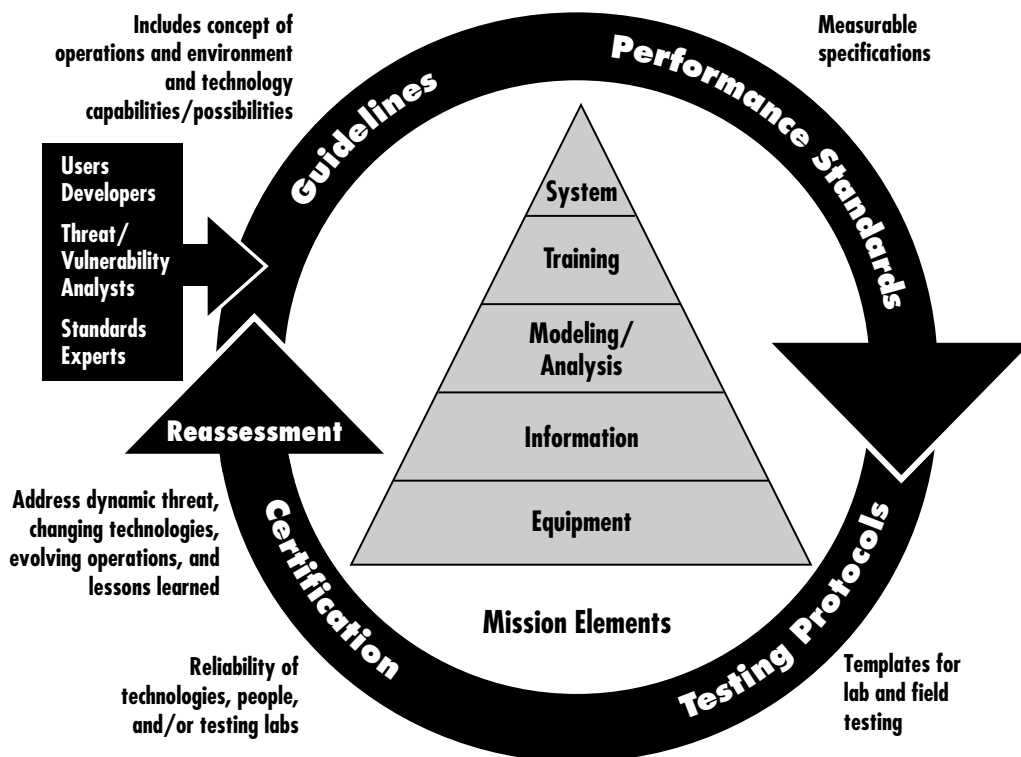 Includes concept of
operations and environment
and technology
capabilities/possibilities
Measurable
specifications
Guidelines
Performance Standards
Users
Developers
Threat/
Vulnerability
Analysts
Standards
Experts
System
Training
Modeling/
Analysis
Information
Equipment
Mission Elements
Reassessment
Address dynamic threat,
changing technologies,
evolving operations, and
lessons learned
Certification
Testing Protocols
Reliability of
technologies, people,
and/or testing labs
Templates for
lab and field
testing